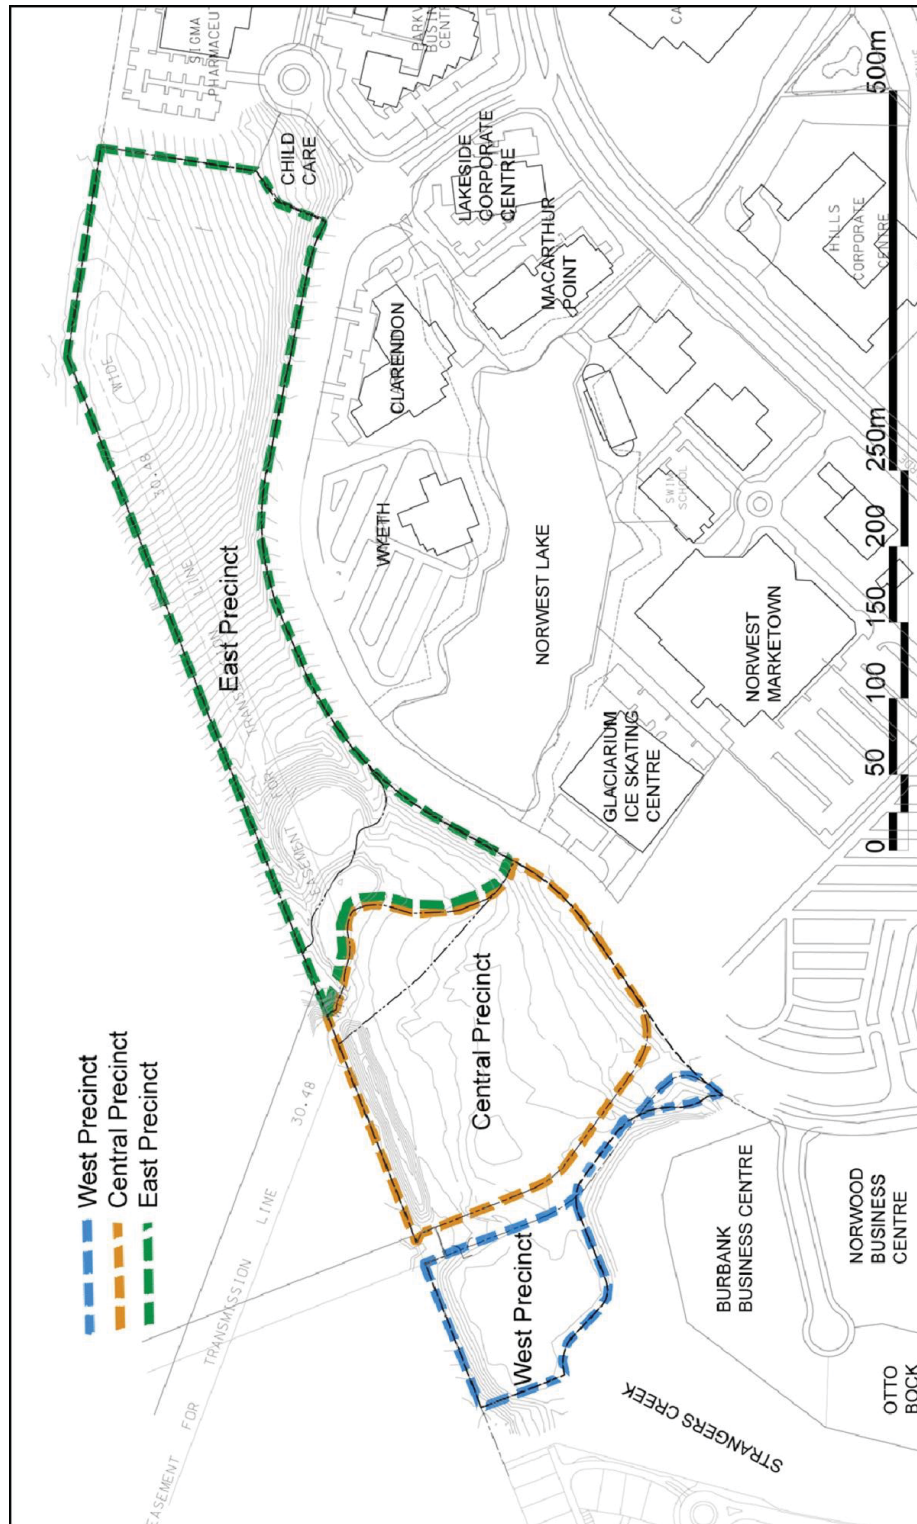 West Precinct
Central Precinct
East Precinct
EASEMENT FOR TRANSMISSION LINE
30.48
West Precinct
STRANGERS CREEK
OTTO
BOCK
BURBANK
BUSINESS CENTRE
NORWOOD
BUSINESS
CENTRE
Central Precinct
East Precinct
EASEMENT FOR TRANSMISSION LINE
30.48
WIDE
GLACIARIUM
ICE SKATING
CENTRE
NORWEST
MARKETOWN
NORWEST LAKE
WYETH
SWIM
SCHOOL
CLARENDON
MACARTHUR
POINT
LAKESIDE
CORPORATE
CENTRE
CHILD
CARE
SIGMA
PHARMACEU
HILLS
CORPORATE
CENTRE
CA
0 50 100 150 200 250m 500m